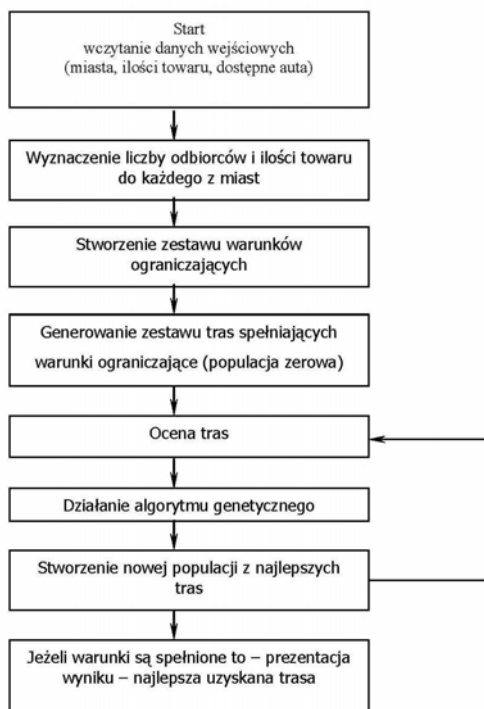 Start
wczytanie danych wejściowych
(miasta, ilości towaru, dostępne auta)
Wyznaczenie liczby odbiorców i ilości towaru
do każdego z miast
Stworzenie zestawu warunków
ograniczających
Generowanie zestawu tras spełniających
warunki ograniczające (populacja zerowa)
Ocena tras
Działanie algorytmu genetycznego
Stworzenie nowej populacji z najlepszych
tras
Jeżeli warunki są spełnione to – prezentacja
wyniku – najlepsza uzyskana trasa